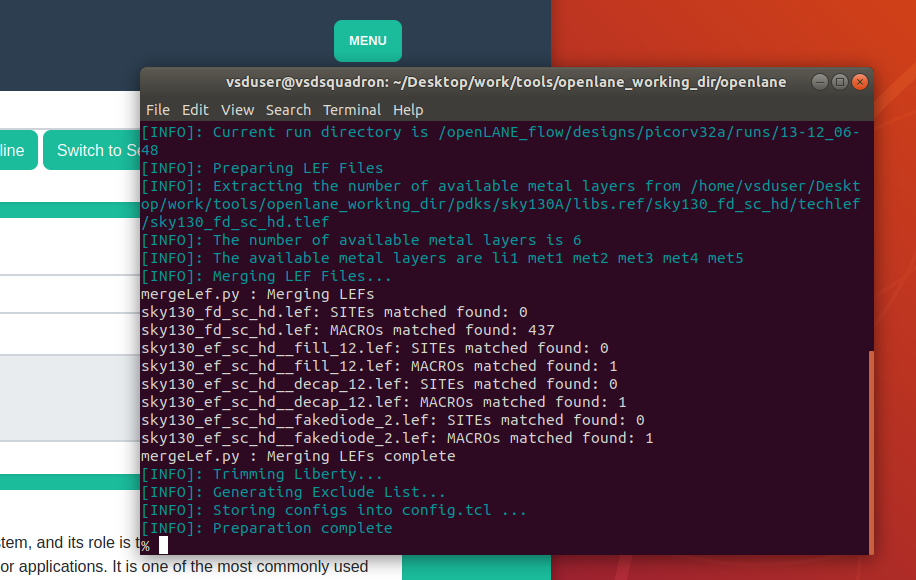 MENU
vsduser@vsdsquadron: ~/Desktop/work/tools/openlane_working_dir/openlane
File Edit View Search Terminal Help
[INFO]: Current run directory is /openLANE_flow/designs/picorv32a/runs/13-12_06-
48
[INFO]: Preparing LEF Files
[INFO]: Extracting the number of available metal layers from /home/vsduser/Deskt
op/work/tools/openlane_working_dir/pdks/sky130A/libs.ref/sky130_fd_sc_hd/techlef
/sky130_fd_sc_hd.tlef
[INFO]: The number of available metal layers is 6
[INFO]: The available metal layers are li1 met1 met2 met3 met4 met5
[INFO]: Merging LEF Files...
mergeLef.py : Merging LEFs
sky130_fd_sc_hd.lef: SITEs matched found: 0
sky130_fd_sc_hd.lef: MACROs matched found: 437
sky130_ef_sc_hd__fill_12.lef: SITEs matched found: 0
sky130_ef_sc_hd__fill_12.lef: MACROs matched found: 1
sky130_ef_sc_hd__decap_12.lef: SITEs matched found: 0
sky130_ef_sc_hd__decap_12.lef: MACROs matched found: 1
sky130_ef_sc_hd__fakediode_2.lef: SITEs matched found: 0
sky130_ef_sc_hd__fakediode_2.lef: MACROs matched found: 1
mergeLef.py : Merging LEFs complete
[INFO]: Trimming Liberty...
[INFO]: Generating Exclude List...
[INFO]: Storing configs into config.tcl ...
[INFO]: Preparation complete
%
line
Switch to Se
stem, and its role is t
or applications. It is one of the most commonly used